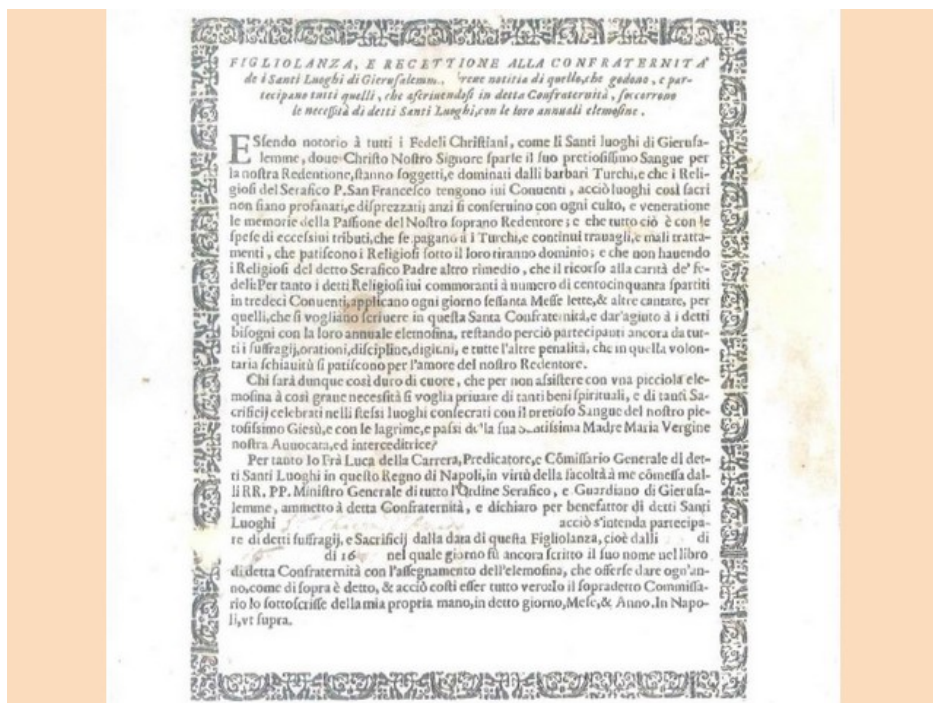 FIGLIOLANZA, E RECETTIONE ALLA CONFRATERNITA'
de i Santi Luoghi di Gierusalemm. reue notitia di quello, che godono, e par-
tecipano tutti quelli, che ascriuendosi in detta Confraternità, soccorrono
le necessità di detti Santi Luoghi, con le loro annuali elemosine.
ESsendo notorio à tutti i Fedeli Christiani, come li Santi luoghi di Gierusa-
lemme, doue Christo Nostro Signore sparse il suo pretiosissimo Sangue per
la nostra Redentione, stanno soggetti, e dominati dalli barbari Turchi, e che i Reli-
giosi del Serafico P. San Francesco tengono iui Conuenti, acciò luoghi così sacri
non siano profanati, e disprezzati; anzi si conseruino con ogni culto, e veneratione
le memorie della Passione del Nostro soprano Redentore; e che tutto ciò è con le
spese di eccessiui tributi, che se pagano a i Turchi, e continui trauagli, e mali tratta-
menti, che patiscono i Religiosi sotto il loro tiranno dominio; e che non hauendo
i Religiosi del detto Serafico Padre altro rimedio, che il ricorso alla carità de' fe-
deli: Per tanto i detti Religiosi iui commoranti à numero di centocinquanta spartiti
in tredeci Conuenti, applicano ogni giorno sessanta Messe lette, & altre cantate, per
quelli, che si vogliano scriuere in questa Santa Confraternità, e dar'agiuto à i detti
bisogni con la loro annuale elemosina, restando perciò partecipanti ancora da tut-
ti i suffragij, orationi, discipline, digiuni, e tutte l'altre penalità, che in quella volon-
taria schiauitù si patiscono per l'amore del nostro Redentore.
Chi sarà dunque così duro di cuore, che per non assistere con vna picciola ele-
mosina à così graue necessità si voglia priuare di tanti beni spirituali, e di tanti Sa-
crificij celebrati nelli stessi luoghi consecrati con il pretioso Sangue del nostro pie-
tosissimo Giesù, e con le lagrime, e passi della sua Santissima Madre Maria Vergine
nostra Auuocata, ed interceditrice?
Per tanto Io Frà Luca della Carrera, Predicatore, e Cõmissario Generale di det-
ti Santi Luoghi in questo Regno di Napoli, in virtù della facoltà à me cõmessa dal-
li RR. PP. Ministro Generale di tutto l'Ordine Serafico, e Guardiano di Gierusa-
lemme, ammetto à detta Confraternità, e dichiaro per benefattor di detti Santi
Luoghi acciò s'intenda partecipa-
re di detti suffragij, e Sacrificij dalla data di questa Figliolanza, cioè dalli di
di 16 nel quale giorno fù ancora scritto il suo nome nel libro
di detta Confraternità con l'assegnamento dell'elemosina, che offerse dare ogn'an-
no, come di sopra è detto, & acciò costi esser tutto vero Io il sopradetto Commissa-
rio lo sottoscrisse della mia propria mano, in detto giorno, Mese, & Anno. In Napo-
li, vt supra.